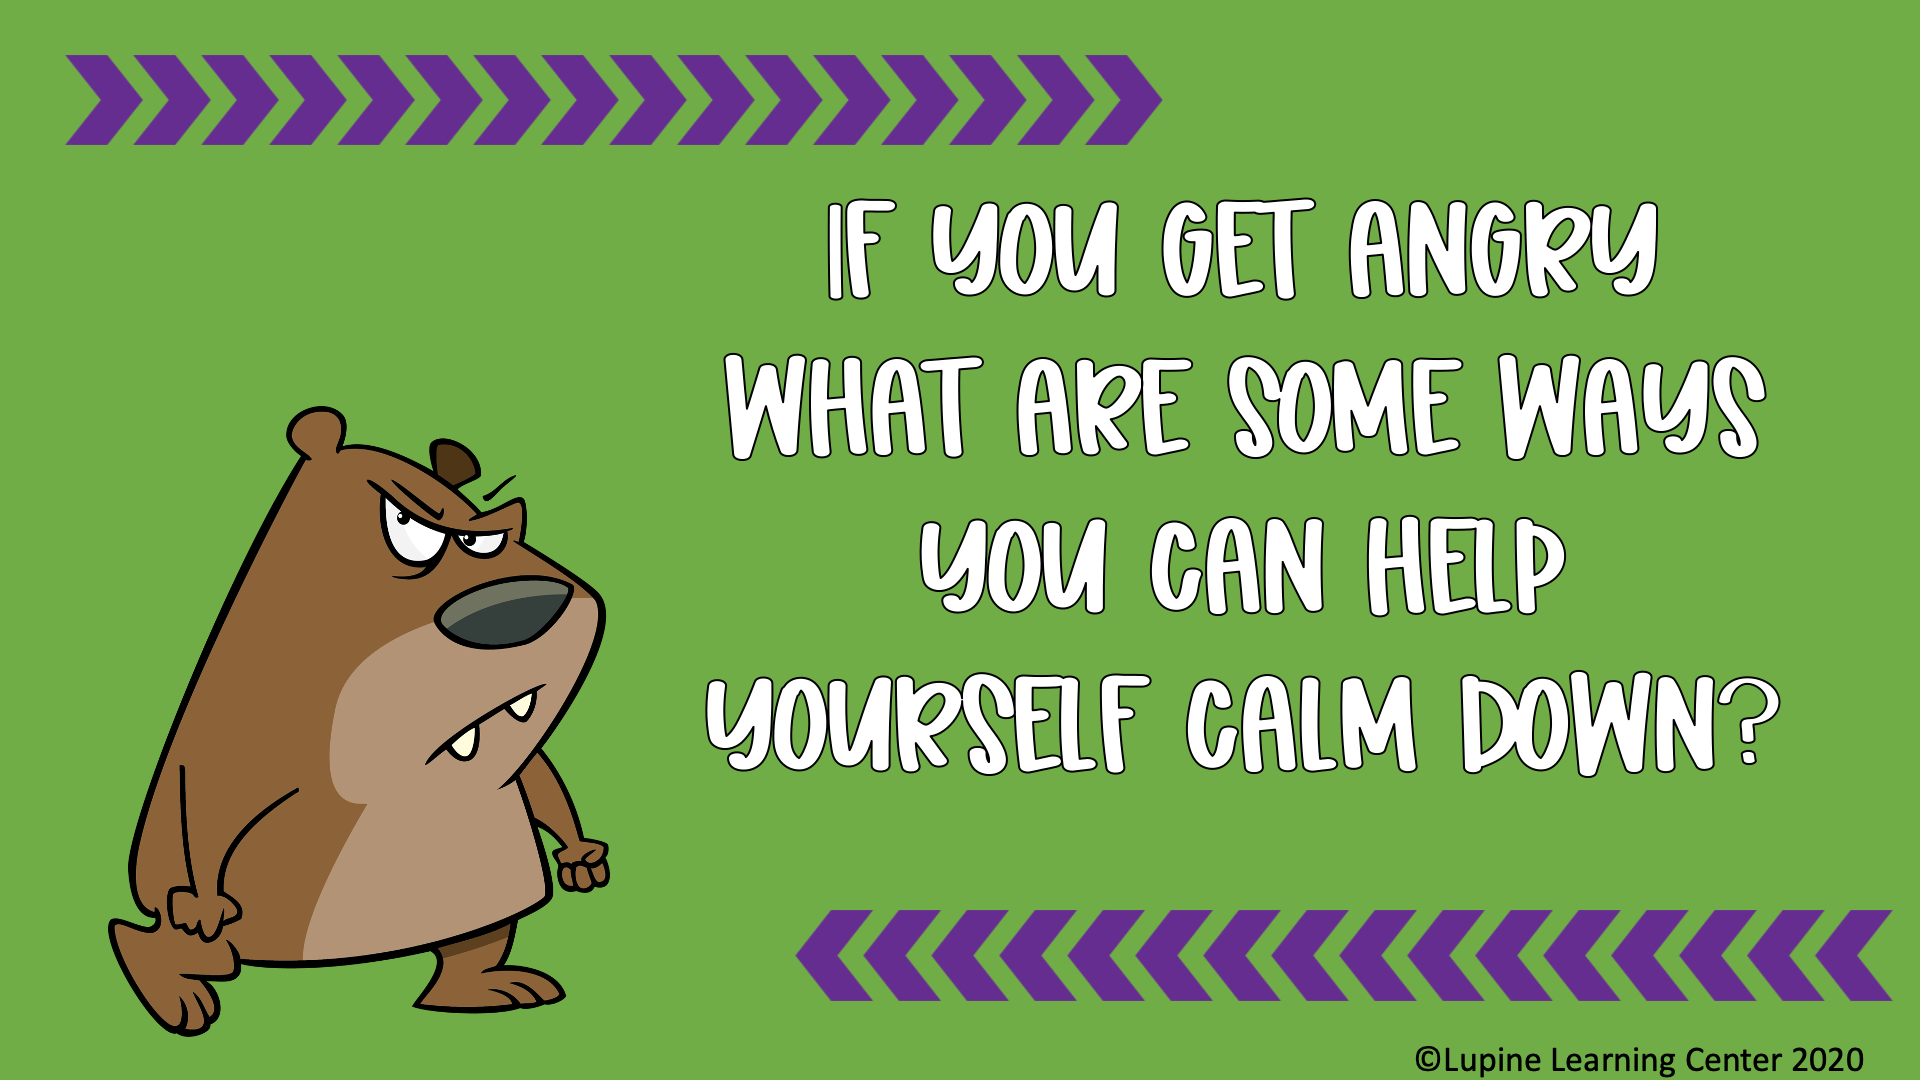 IF YOU GET ANGRY
WHAT ARE SOME WAYS
YOU CAN HELP
YOURSELF CALM DOWN?
©Lupine Learning Center 2020